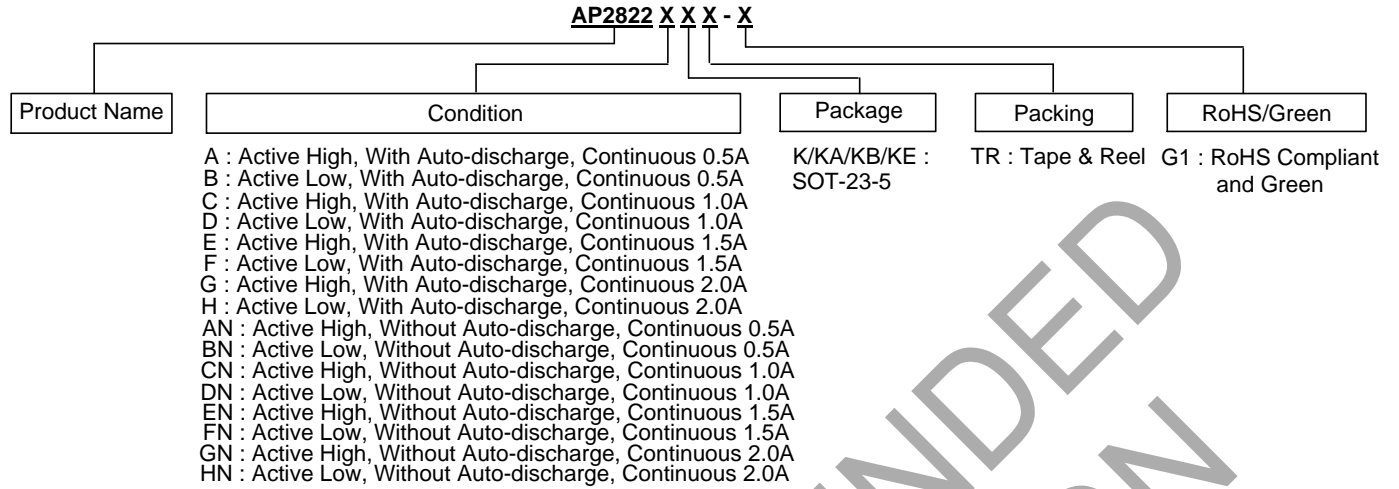 AP2822 X X X - X
Product Name
Condition
Package
Packing
RoHS/Green
A : Active High, With Auto-discharge, Continuous 0.5A
B : Active Low, With Auto-discharge, Continuous 0.5A
C : Active High, With Auto-discharge, Continuous 1.0A
D : Active Low, With Auto-discharge, Continuous 1.0A
E : Active High, With Auto-discharge, Continuous 1.5A
F : Active Low, With Auto-discharge, Continuous 1.5A
G : Active High, With Auto-discharge, Continuous 2.0A
H : Active Low, With Auto-discharge, Continuous 2.0A
AN : Active High, Without Auto-discharge, Continuous 0.5A
BN : Active Low, Without Auto-discharge, Continuous 0.5A
CN : Active High, Without Auto-discharge, Continuous 1.0A
DN : Active Low, Without Auto-discharge, Continuous 1.0A
EN : Active High, Without Auto-discharge, Continuous 1.5A
FN : Active Low, Without Auto-discharge, Continuous 1.5A
GN : Active High, Without Auto-discharge, Continuous 2.0A
HN : Active Low, Without Auto-discharge, Continuous 2.0A
K/KA/KB/KE :
SOT-23-5
TR : Tape & Reel
G1 : RoHS Compliant
and Green
NDED
N